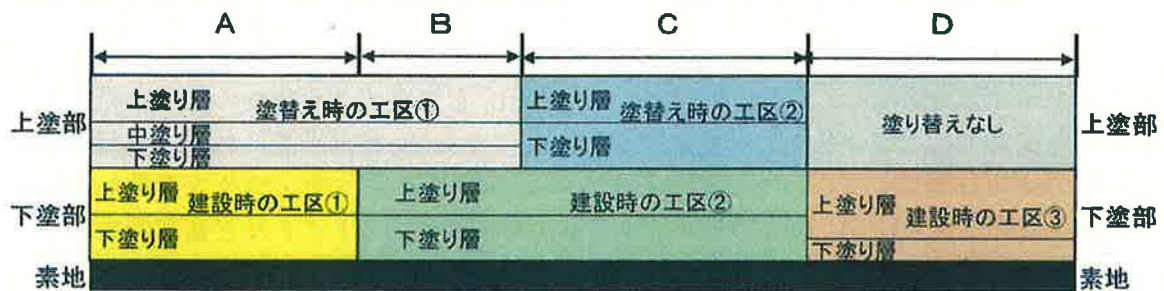 A B C D
上塗部 上塗り層 塗替え時の工区① 上塗り層 塗替え時の工区② 塗り替えなし 上塗部
中塗り層
下塗り層 下塗り層
下塗部 上塗り層 建設時の工区① 上塗り層 建設時の工区② 上塗り層 建設時の工区③ 下塗部
下塗り層 下塗り層 下塗り層
素地 素地